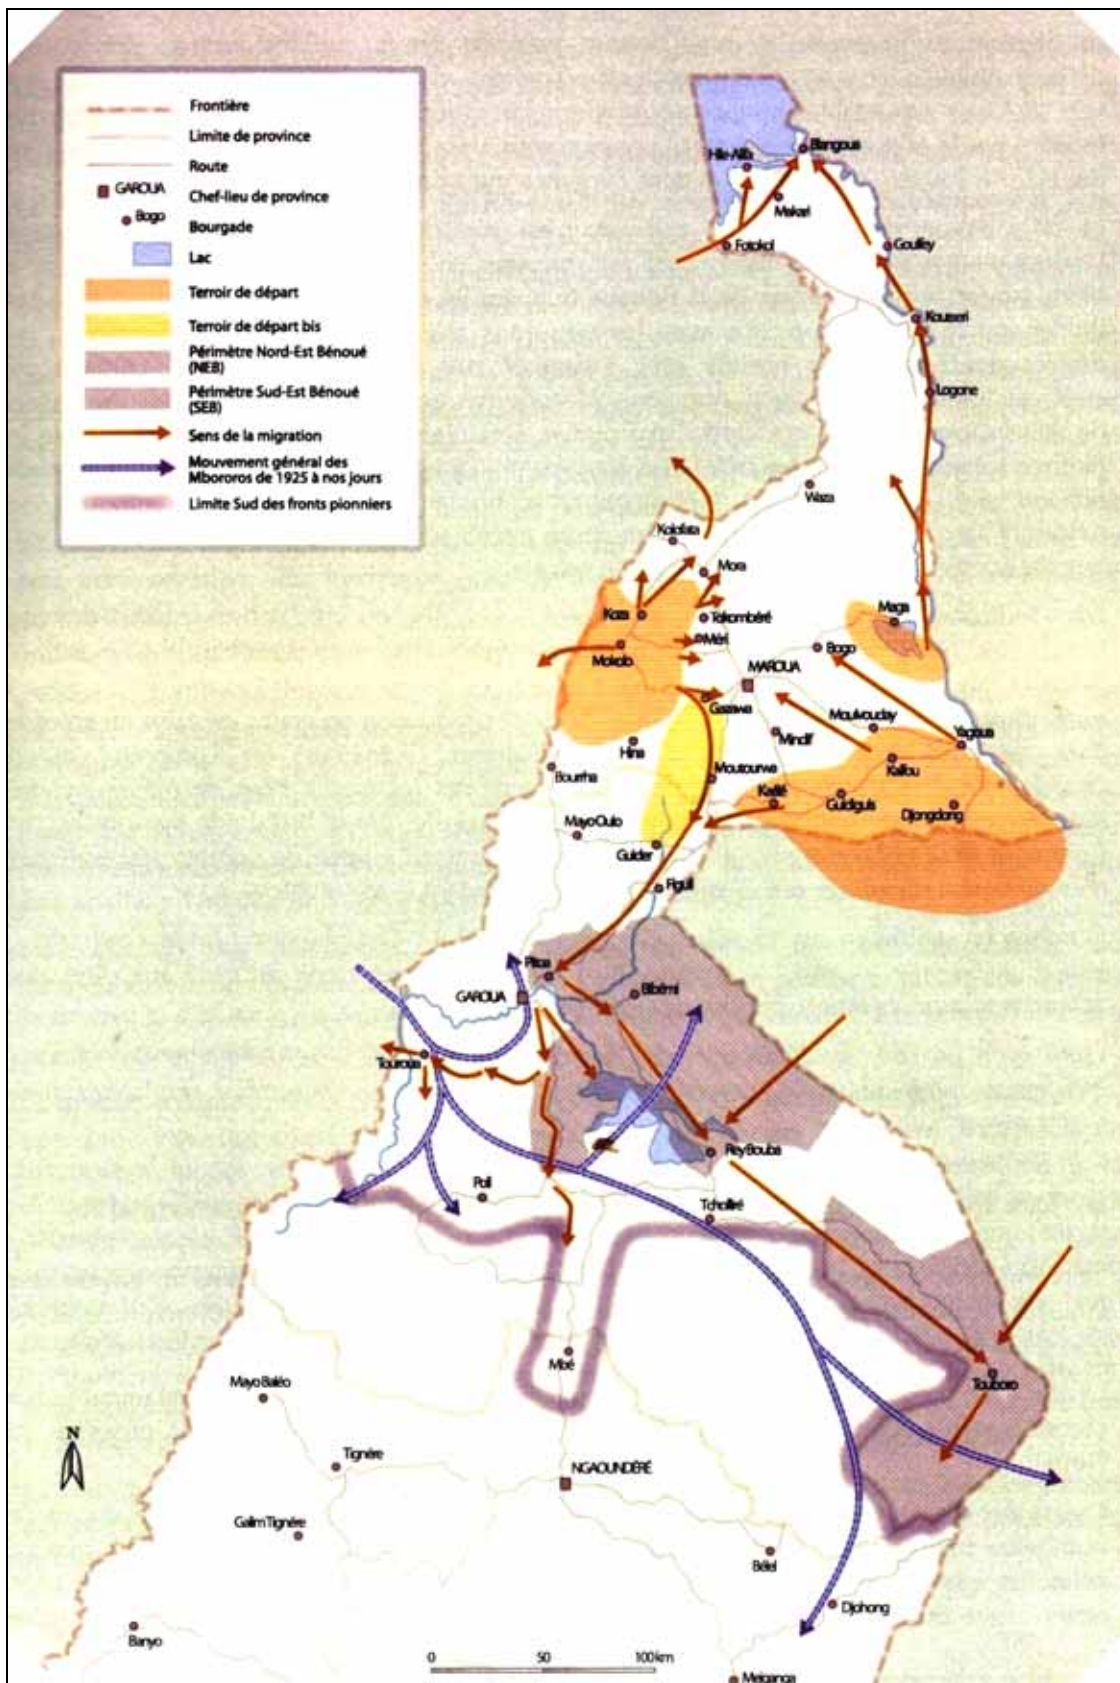 Frontière
Limite de province
Route
GAROUA Chef-lieu de province
Bogo Bourgade
Lac
Terroir de départ
Terroir de départ bis
Périmètre Nord-Est Bénoué
(NEB)
Périmètre Sud-Est Bénoué
(SEB)
Sens de la migration
Mouvement général des
Mbororos de 1925 à nos jours
Limite Sud des fronts pionniers
Blangoua
Hile-Alifa
Makari
Fotokol
Goulfey
Kousseri
Logone
Waza
Kolofata
Mora
Koza
Tokombéré
Maga
Méri
Bogo
Mokolo
MAROUA
Gazawa
Moulvouday
Yagoua
Mindif
Hina
Kalfou
Bourrha
Moutourwa
Kaélé
Guidiguis
Djongdong
Mayo Oulo
Guider
Figuil
Pitoa
Bibémi
GAROUA
Touroua
Rey Bouba
Poli
Tcholliré
Mbé
Touboro
Mayo Baléo
N
Tignère
NGAOUNDÉRÉ
Galim Tignère
Bélel
Djohong
Banyo
0 50 100 km
Meiganga